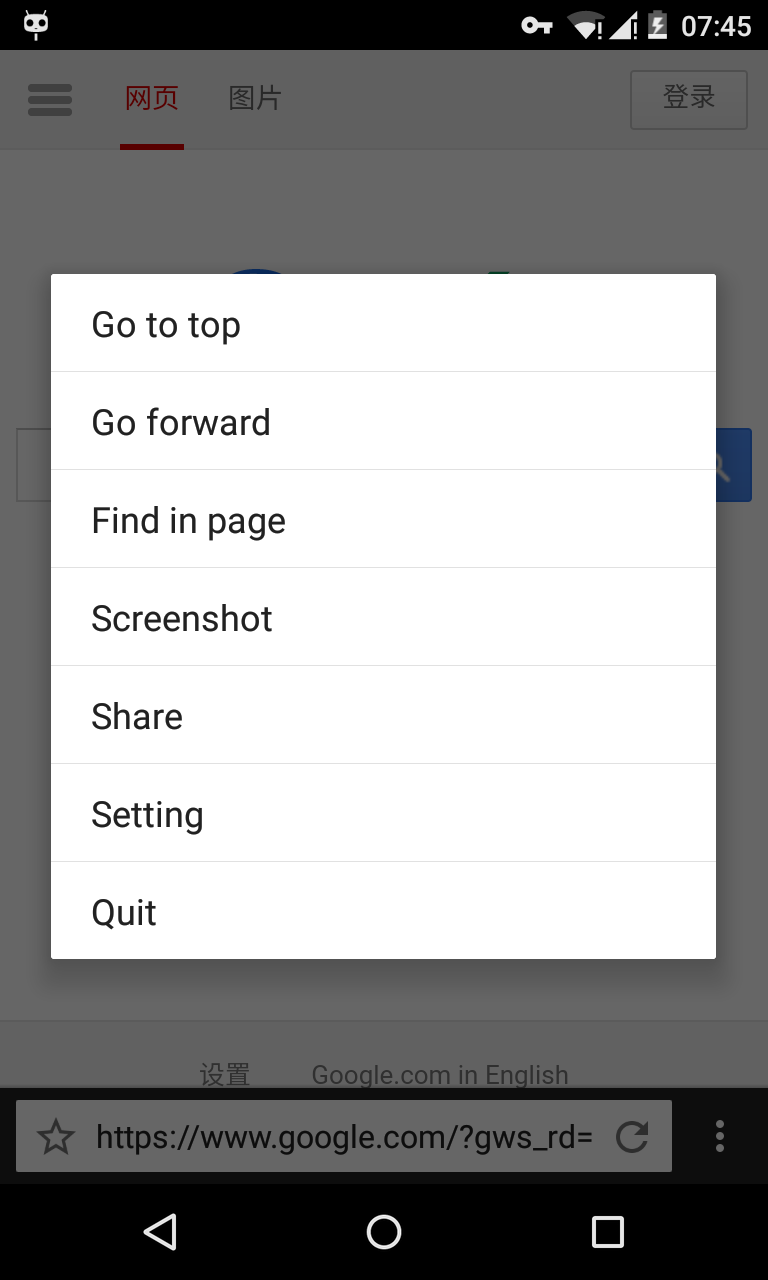 07:45
网页 图片 登录
Go to top
Go forward
Find in page
Screenshot
Share
Setting
Quit
设置 Google.com in English
https://www.google.com/?gws_rd=